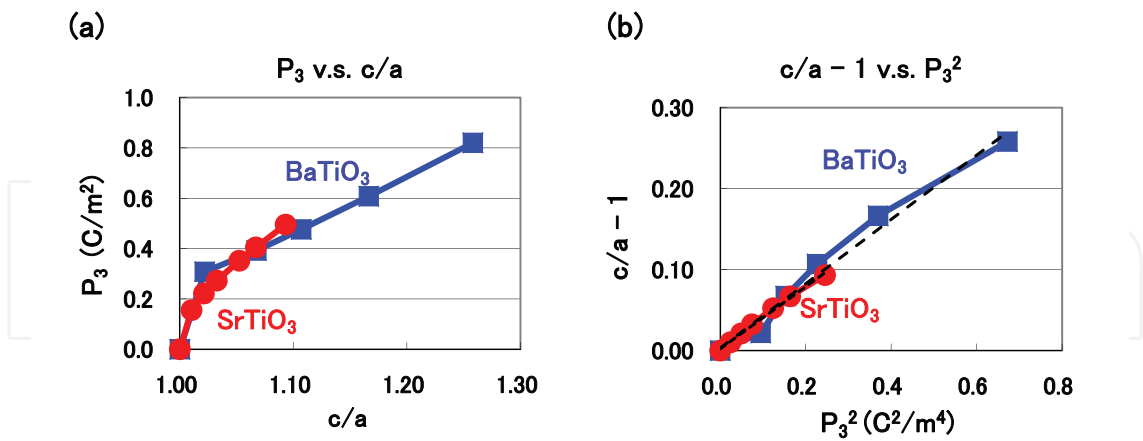 (a)
P₃ v.s. c/a
1.0
0.8
0.6
0.4
0.2
0.0
P₃ (C/m²)
BaTiO₃
SrTiO₃
1.00 1.10 1.20 1.30
c/a
(b)
c/a − 1 v.s. P₃²
0.30
0.20
0.10
0.00
c/a − 1
BaTiO₃
SrTiO₃
0.0 0.2 0.4 0.6 0.8
P₃² (C²/m⁴)